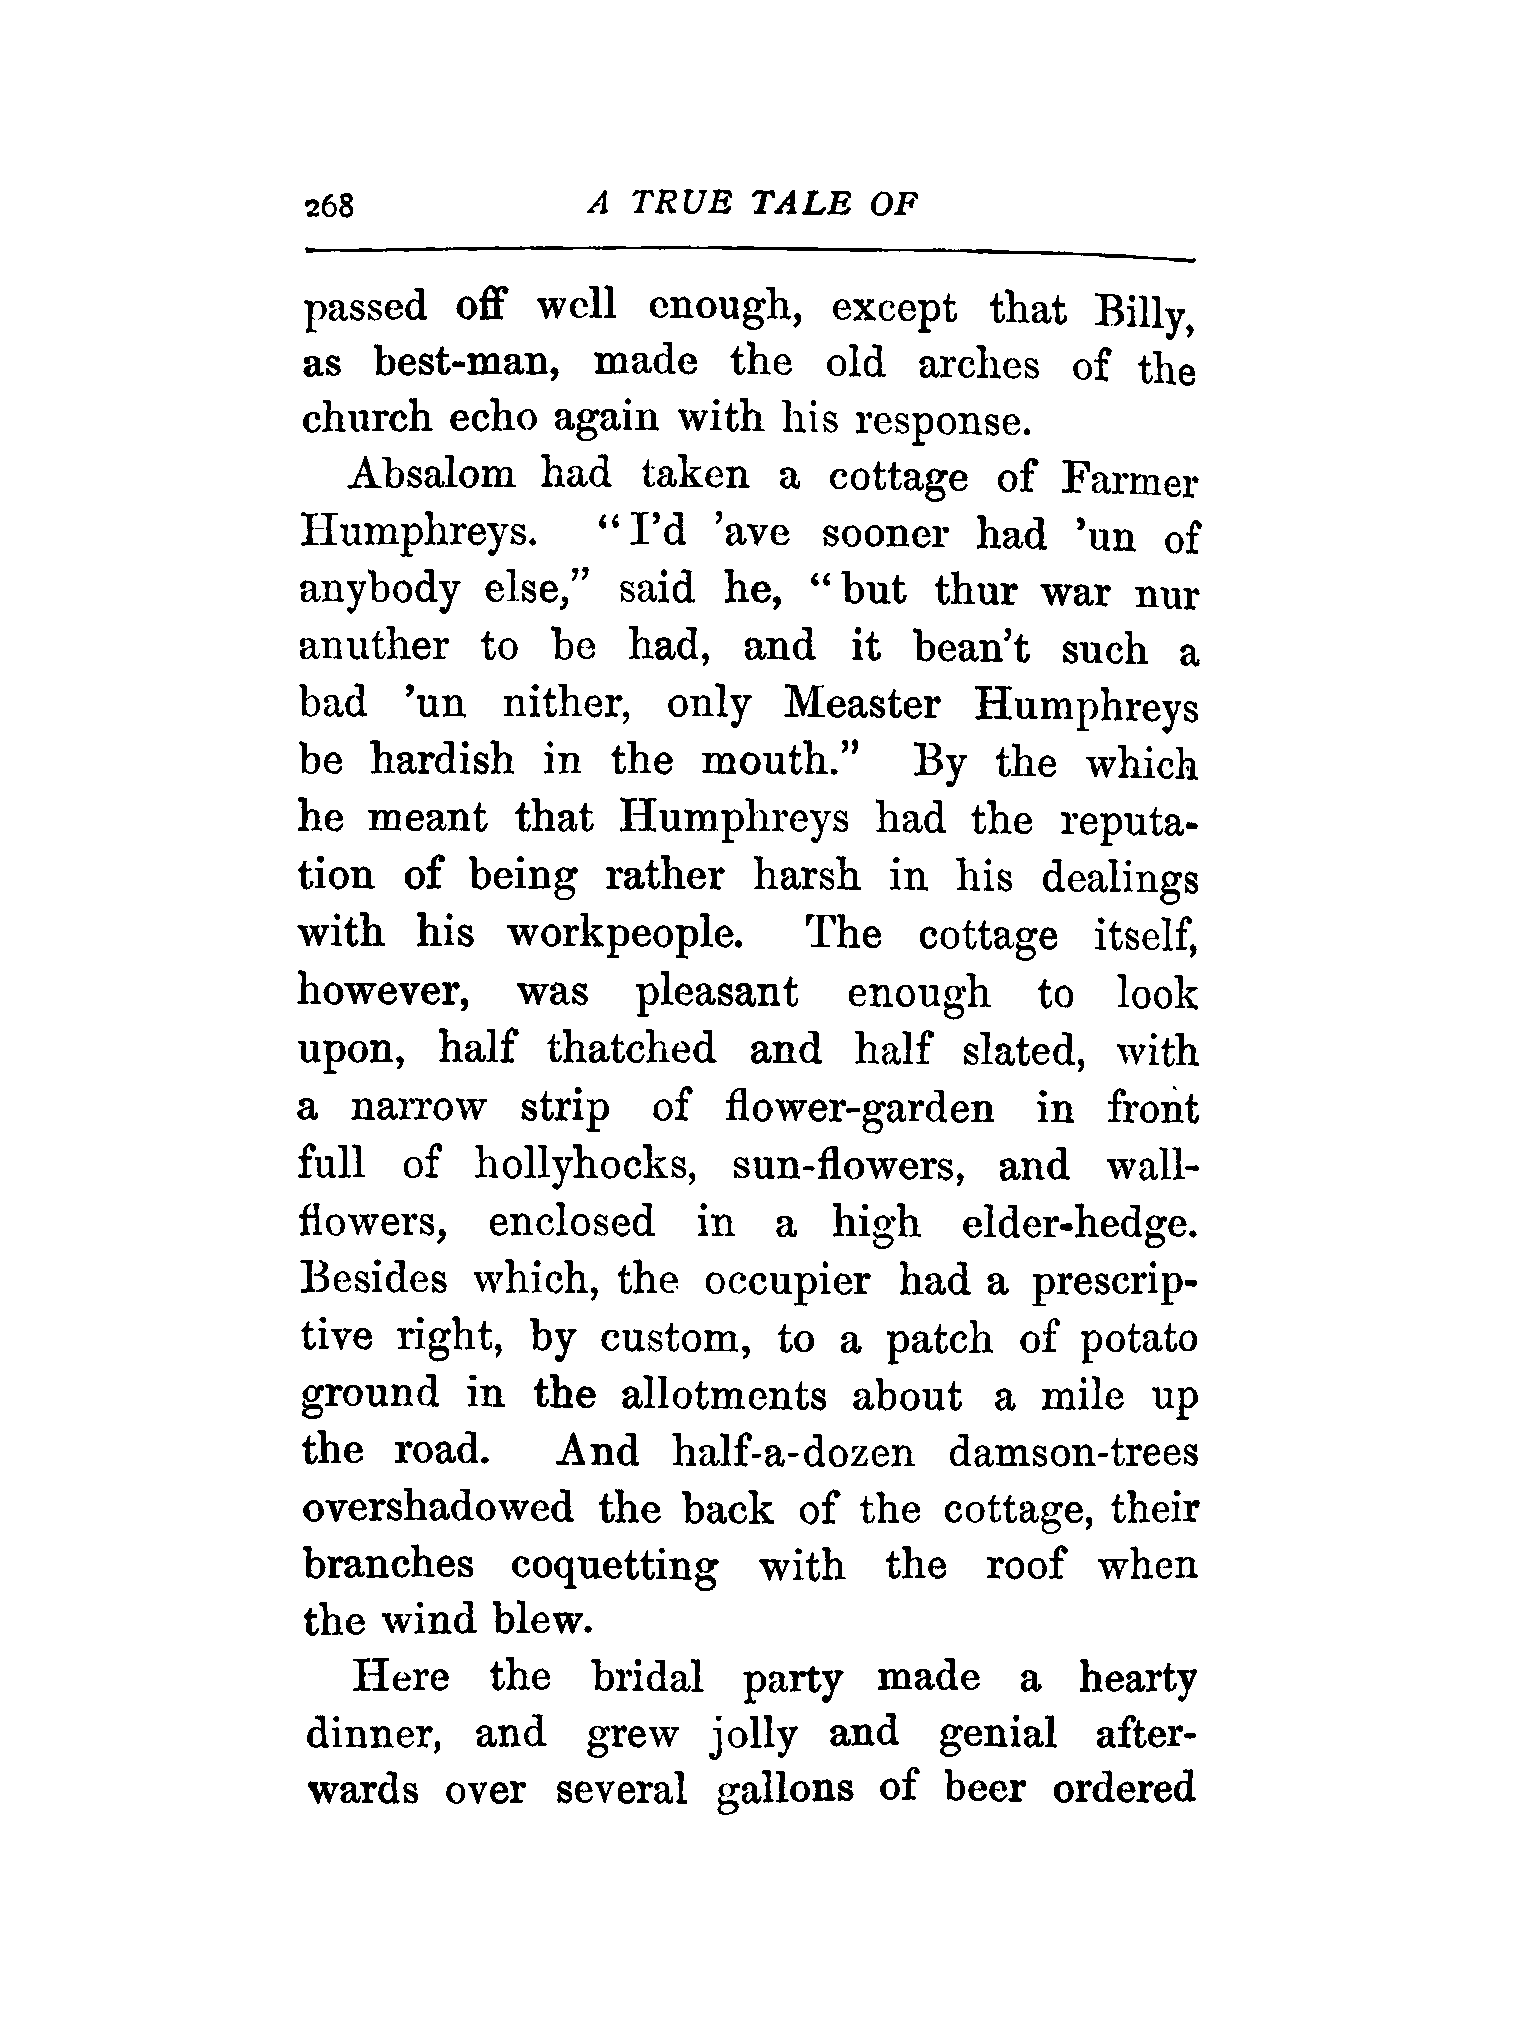 268 A TRUE TALE OF
passed off well enough, except that Billy,
as best-man, made the old arches of the
church echo again with his response.
Absalom had taken a cottage of Farmer
Humphreys. “I’d ’ave sooner had ’un of
anybody else,” said he, “but thur war nur
anuther to be had, and it bean’t such a
bad ’un nither, only Measter Humphreys
be hardish in the mouth.” By the which
he meant that Humphreys had the reputa-
tion of being rather harsh in his dealings
with his workpeople. The cottage itself,
however, was pleasant enough to look
upon, half thatched and half slated, with
a narrow strip of flower-garden in front
full of hollyhocks, sun-flowers, and wall-
flowers, enclosed in a high elder-hedge.
Besides which, the occupier had a prescrip-
tive right, by custom, to a patch of potato
ground in the allotments about a mile up
the road. And half-a-dozen damson-trees
overshadowed the back of the cottage, their
branches coquetting with the roof when
the wind blew.
Here the bridal party made a hearty
dinner, and grew jolly and genial after-
wards over several gallons of beer ordered